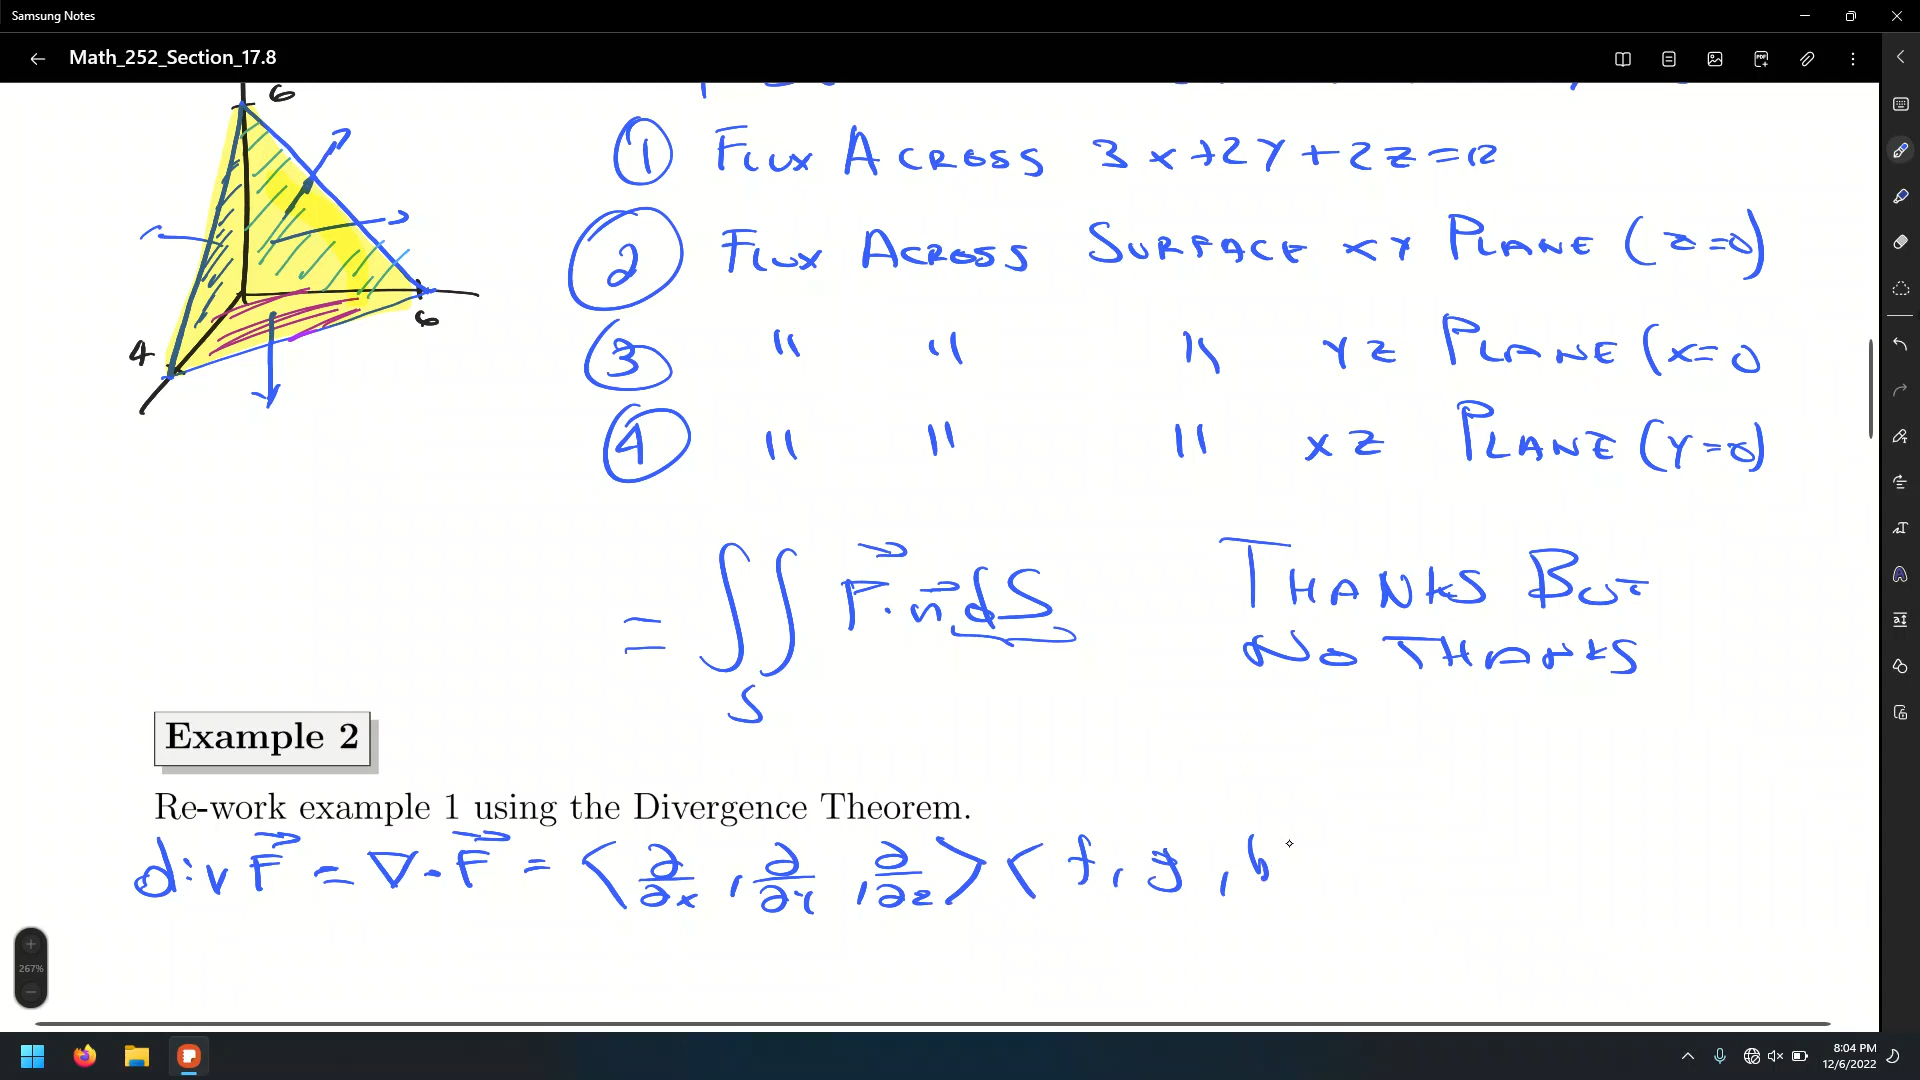 Samsung Notes
Math_252_Section_17.8
6
① FLUX ACROSS 3x+2Y+2Z=12
② FLUX ACROSS SURFACE XY PLANE (Z=0)
6
4
③ " " " YZ PLANE (X=0
④ " " " XZ PLANE (Y=0)
= ∬ F⃗·n⃗ dS
S
THANKS BUT
NO THANKS
Example 2
Re-work example 1 using the Divergence Theorem.
div F⃗ = ∇·F⃗ = ⟨∂/∂x, ∂/∂y, ∂/∂z⟩ ⟨f, g, h
267%
8:04 PM
12/6/2022